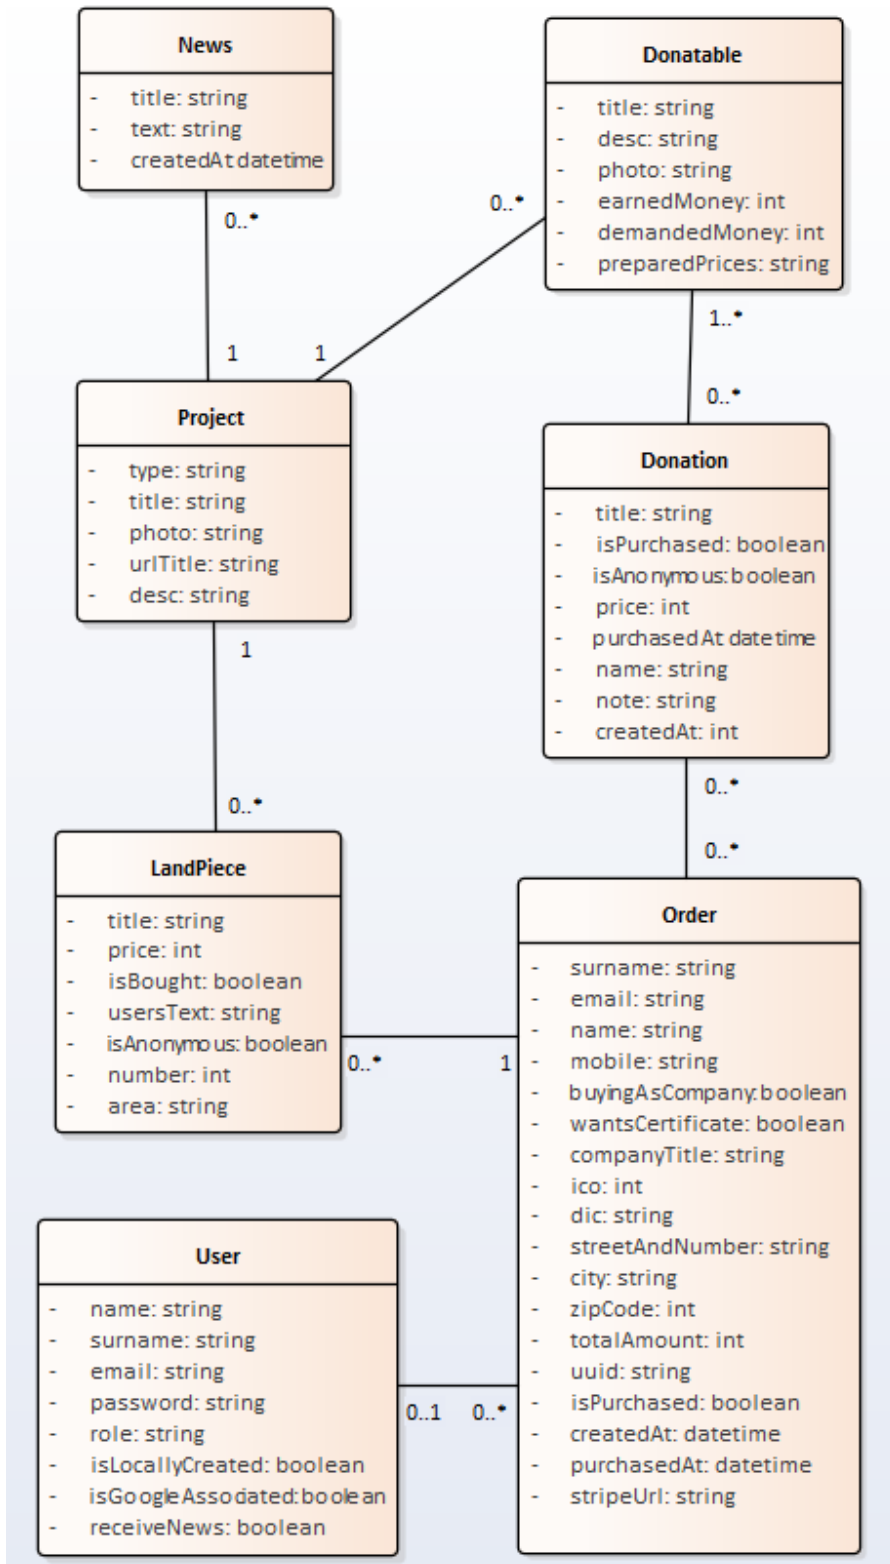 News
- title: string
- text: string
- createdAt datetime
0..*
1
Donatable
- title: string
- desc: string
- photo: string
- earnedMoney: int
- demandedMoney: int
- preparedPrices: string
0..*
1
1..*
0..*
Project
- type: string
- title: string
- photo: string
- urlTitle: string
- desc: string
1
0..*
Donation
- title: string
- isPurchased: boolean
- isAnonymous:boolean
- price: int
- purchasedAt datetime
- name: string
- note: string
- createdAt: int
0..*
0..*
LandPiece
- title: string
- price: int
- isBought: boolean
- usersText: string
- isAnonymous:boolean
- number: int
- area: string
0..* 1
Order
- surname: string
- email: string
- name: string
- mobile: string
- buyingAsCompany:boolean
- wantsCertificate: boolean
- companyTitle: string
- ico: int
- dic: string
- streetAndNumber: string
- city: string
- zipCode: int
- totalAmount: int
- uuid: string
- isPurchased: boolean
- createdAt: datetime
- purchasedAt: datetime
- stripeUrl: string
User
- name: string
- surname: string
- email: string
- password: string
- role: string
- isLocallyCreated: boolean
- isGoogleAssociated:boolean
- receiveNews: boolean
0..1 0..*